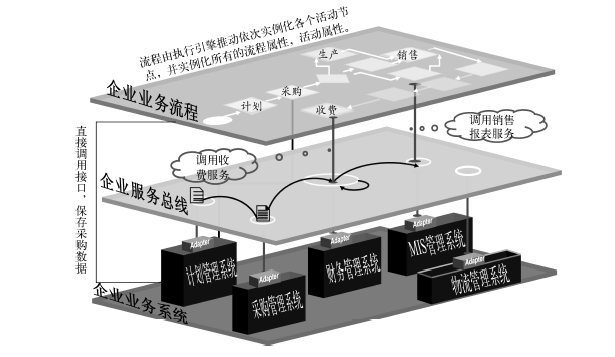 流程由执行引擎推动依次实例化各个活动节
点，并实例化所有的流程属性，活动属性。
生产
销售
采购
计划
收费
企业业务流程
调用销售
报表服务
调用收
费服务
直接调用接口，保存采购数据
企业服务总线
Adapter
计划管理系统
Adapter
采购管理系统
Adapter
财务管理系统
Adapter
MIS管理系统
Adapter
物流管理系统
企业业务系统